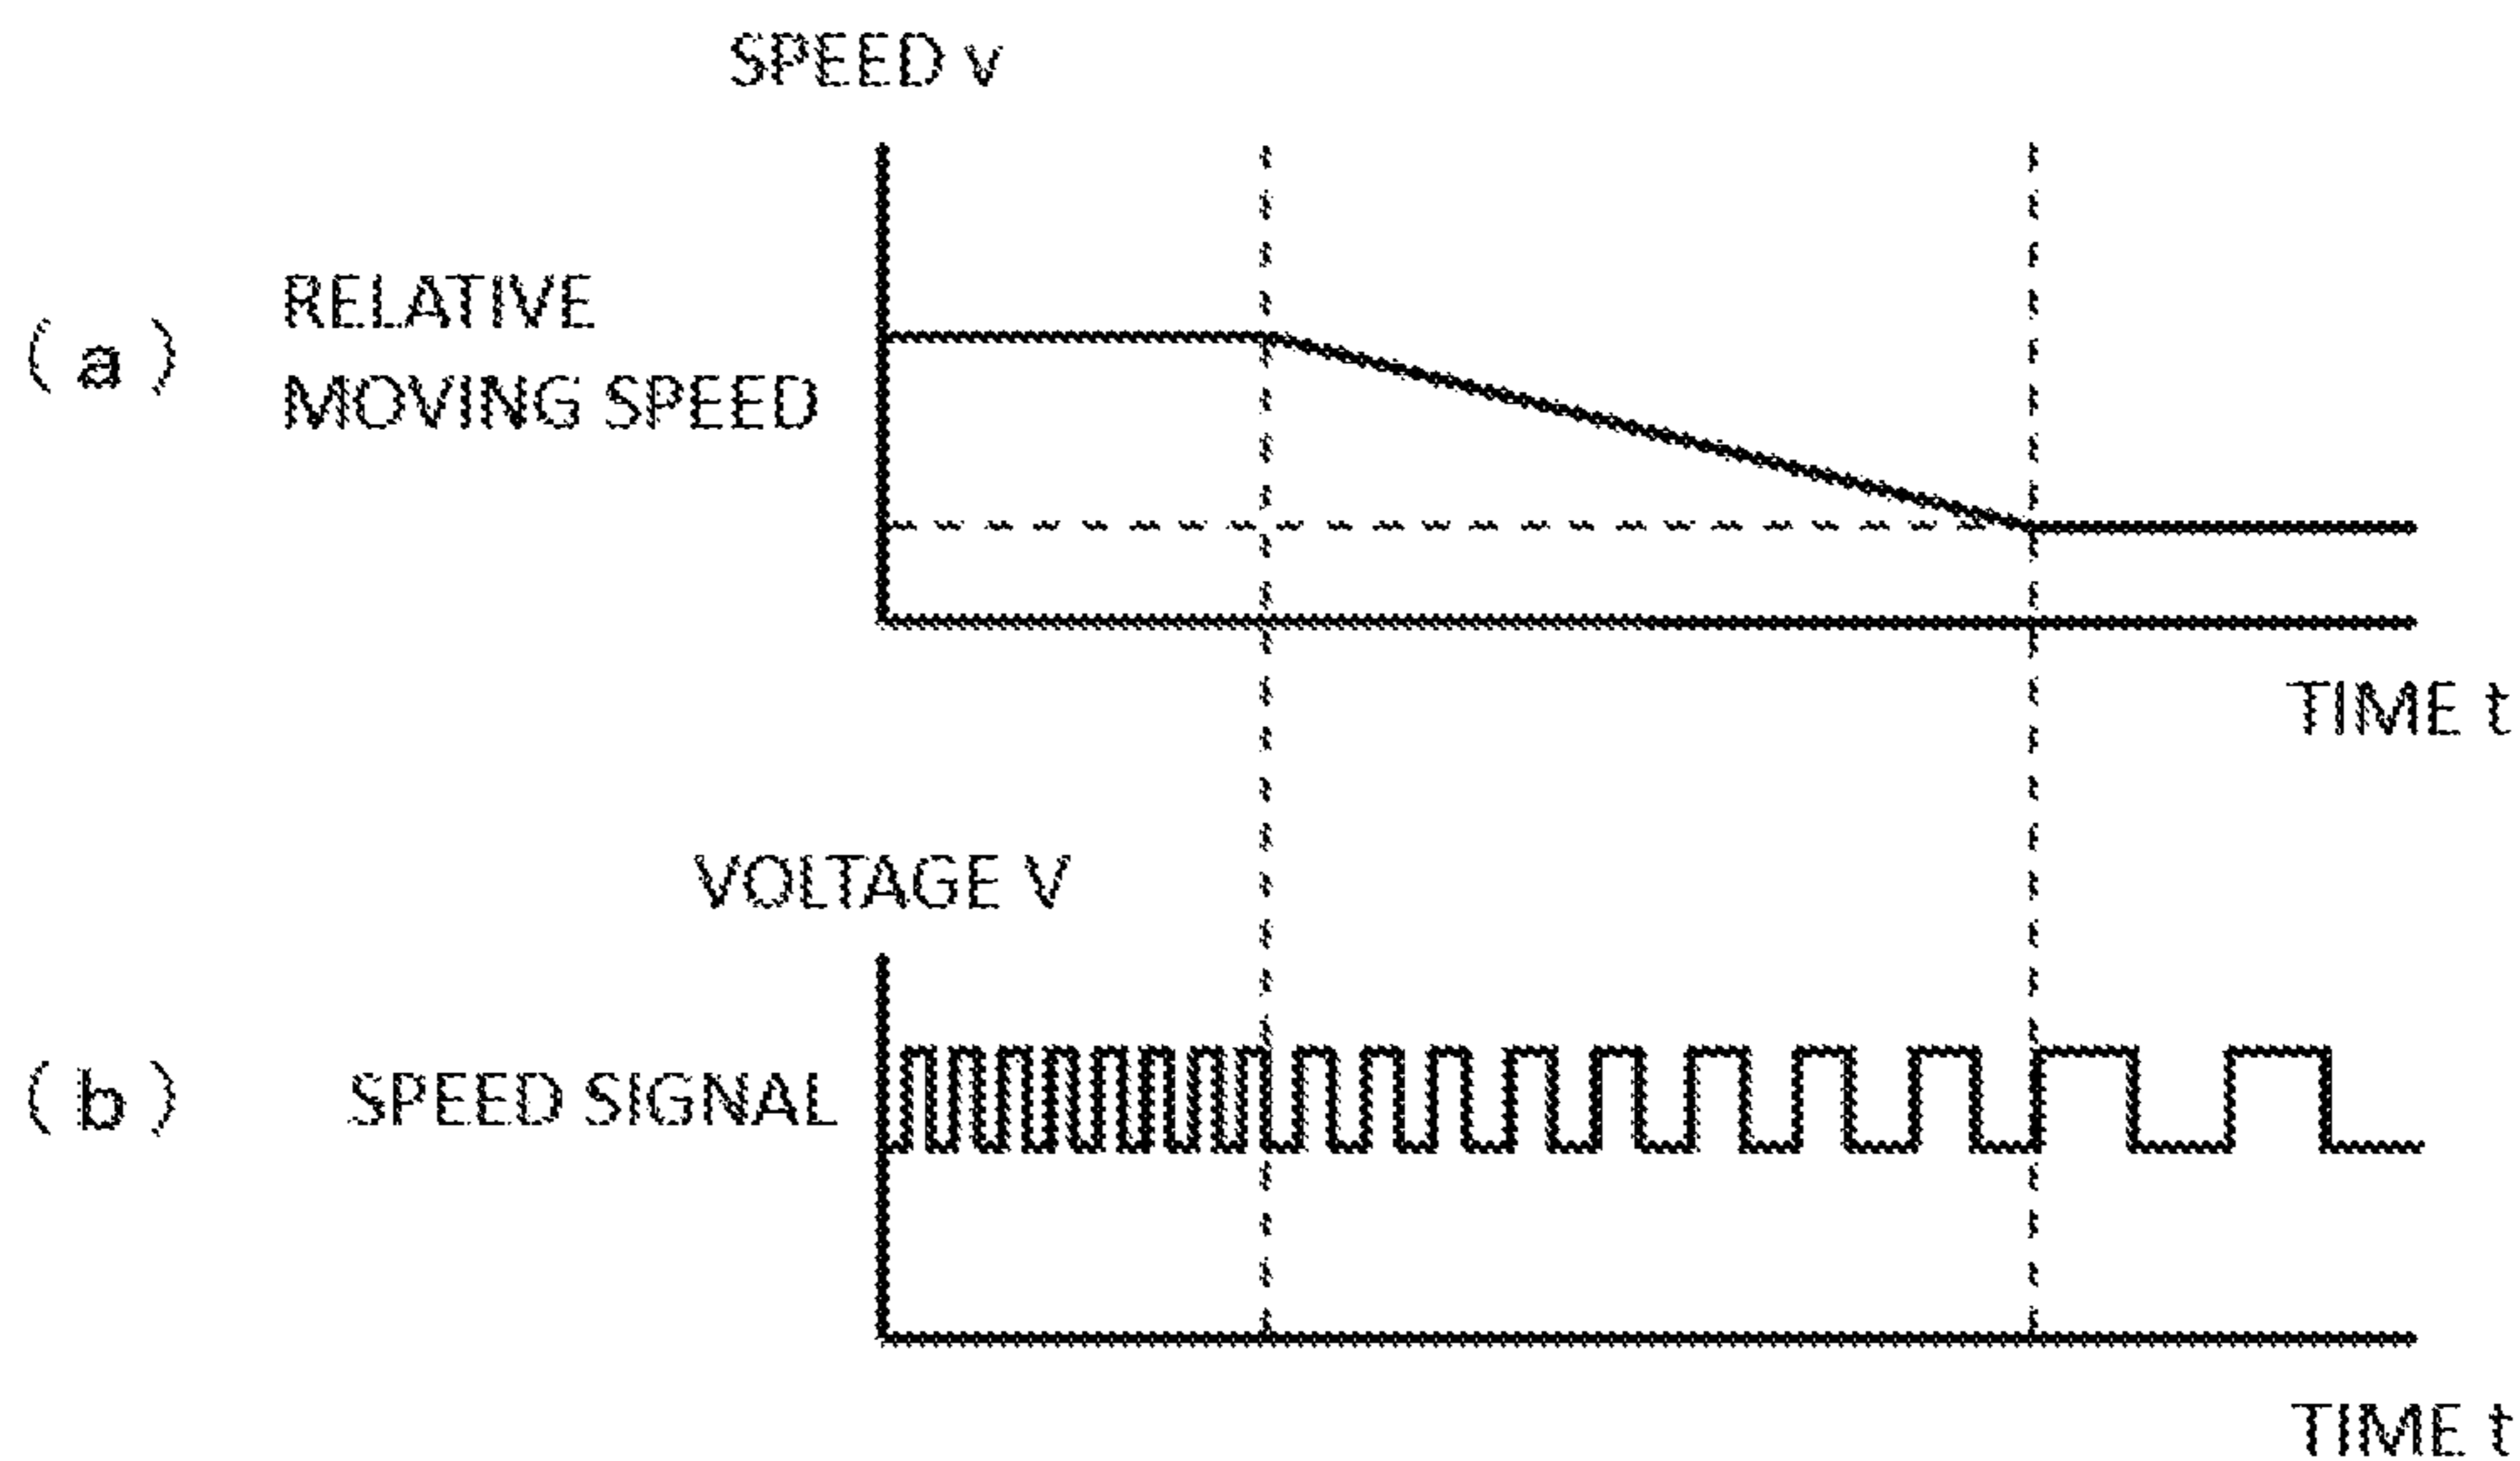 SPEED v
(a)
RELATIVE
MOVING SPEED
TIME t
VOLTAGE V
(b)
SPEED SIGNAL
TIME t